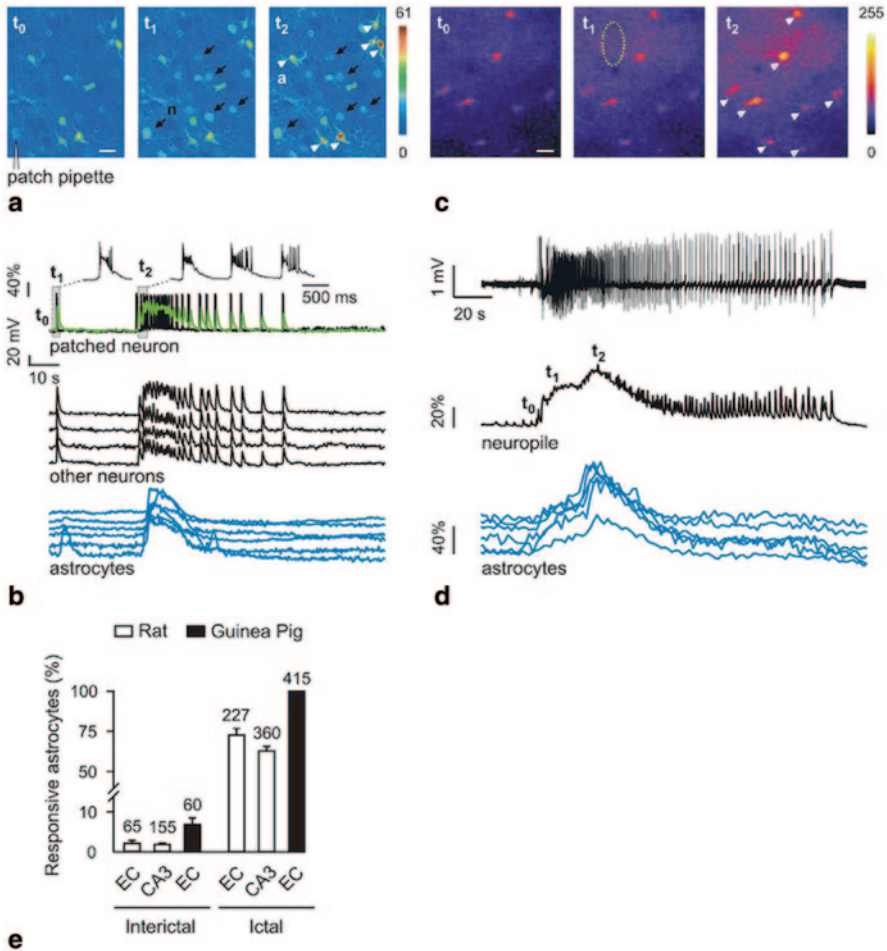 t0
t1
t2
61
0
n
a
patch pipette
a
t0
t1
t2
255
0
c
t1
t2
40%
500 ms
t0
20 mV
patched neuron
10 s
other neurons
astrocytes
b
1 mV
20 s
t0
t1
t2
20%
neuropile
40%
astrocytes
d
Rat
Guinea Pig
Responsive astrocytes (%)
100
75
50
10
0
65
155
60
227
360
415
EC
CA3
EC
EC
CA3
EC
Interictal
Ictal
e